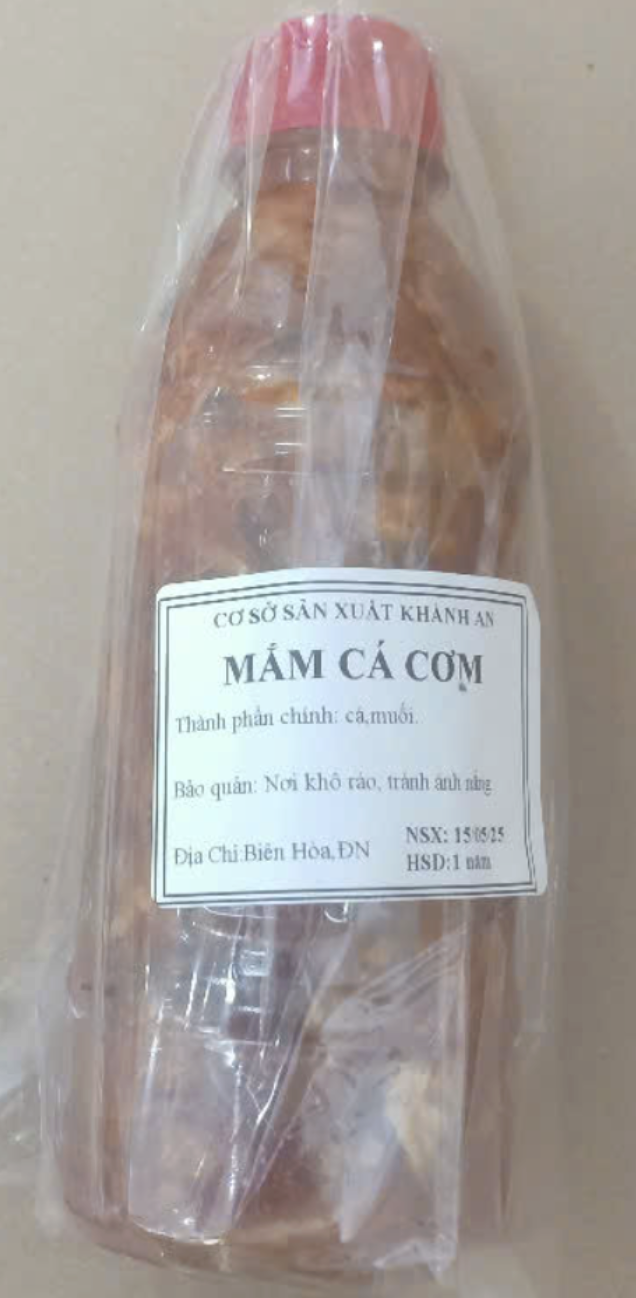 CƠ SỞ SẢN XUẤT KHÁNH AN
MẮM CÁ CƠM
Thành phần chính: cá,muối.
Bảo quản: Nơi khô ráo, tránh ánh nắng
Địa Chỉ:Biên Hòa,ĐN
NSX: 15/05/25
HSD:1 năm